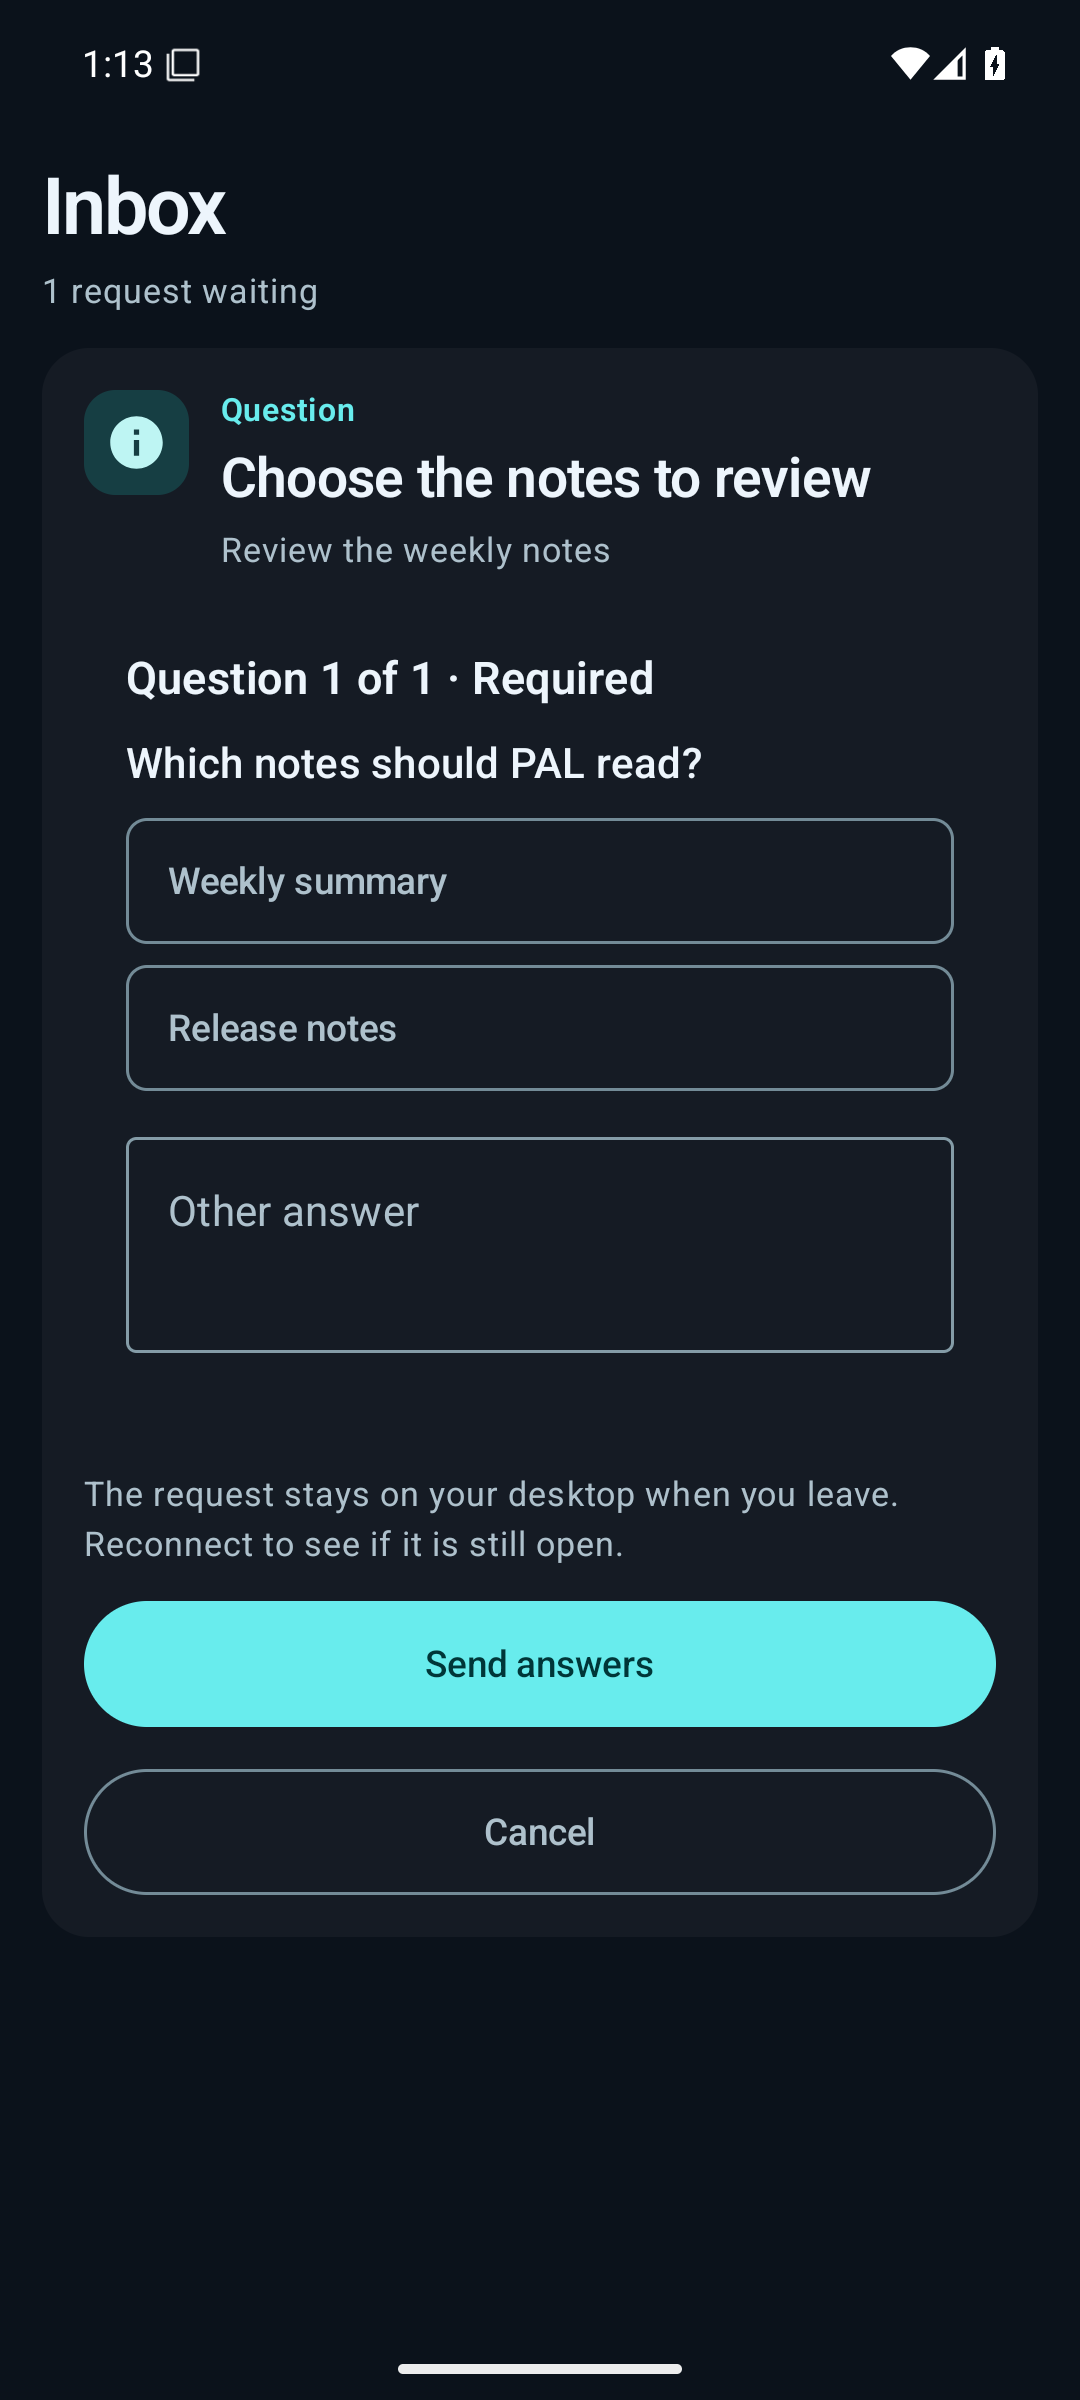 1:13
Inbox
1 request waiting
Question
Choose the notes to review
Review the weekly notes
Question 1 of 1 · Required
Which notes should PAL read?
Weekly summary
Release notes
Other answer
The request stays on your desktop when you leave.
Reconnect to see if it is still open.
Send answers
Cancel